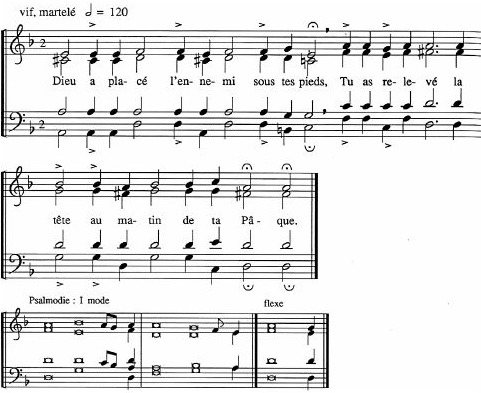 vif, martelé 𝅗𝅥 = 120
Dieu a pla- cé l'en- ne- mi sous tes pieds, Tu as re- le- vé la
tête au ma- tin de ta Pâ - que.
Psalmodie : I mode flexe